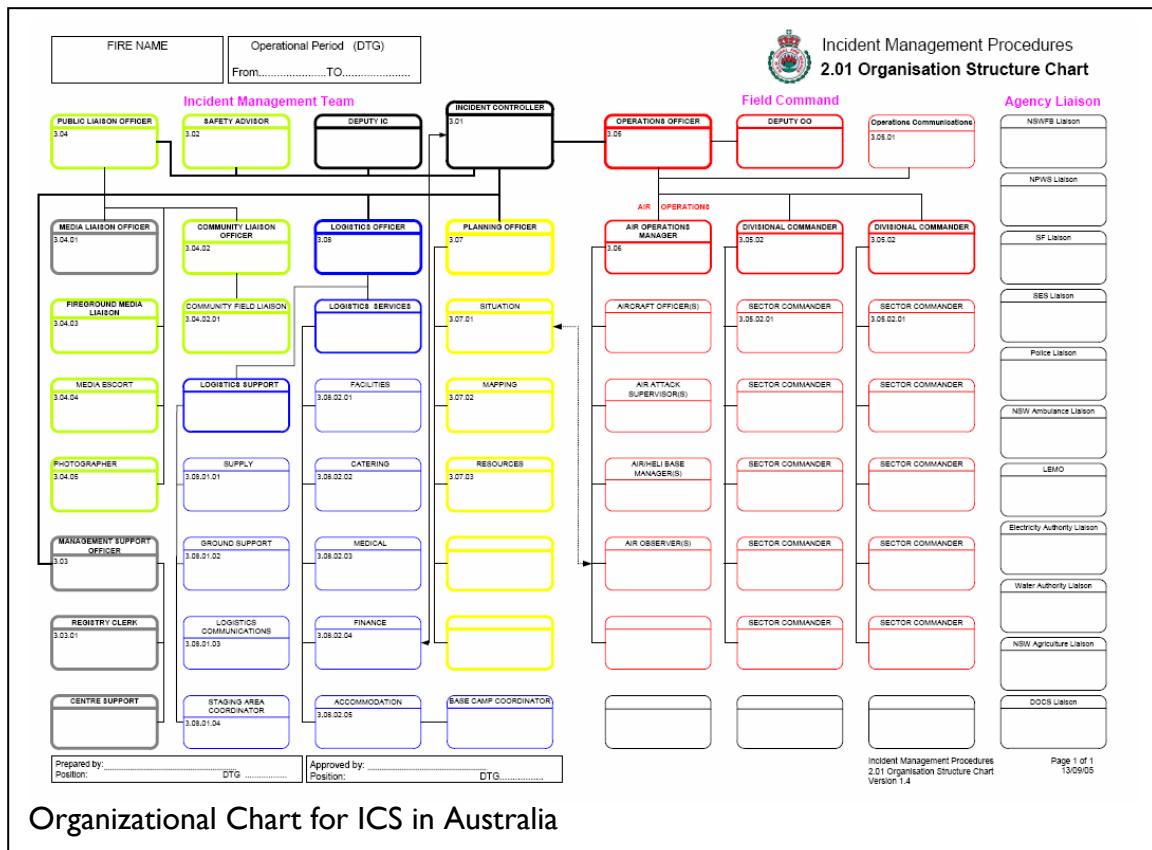 FIRE NAME
Operational Period (DTG)
From......................TO......................
Incident Management Procedures
2.01 Organisation Structure Chart
Incident Management Team
Field Command
Agency Liaison
PUBLIC LIAISON OFFICER
3.04
SAFETY ADVISOR
3.02
DEPUTY IC
INCIDENT CONTROLLER
3.01
OPERATIONS OFFICER
3.05
DEPUTY OO
Operations Communications
3.05.01
NSWFB Liaison
NPWS Liaison
AIR OPERATIONS
MEDIA LIAISON OFFICER
3.04.01
COMMUNITY LIAISON
OFFICER
3.04.02
LOGISTICS OFFICER
3.08
PLANNING OFFICER
3.07
AIR OPERATIONS
MANAGER
3.06
DIVISIONAL COMMANDER
3.05.02
DIVISIONAL COMMANDER
3.05.02
SF Liaison
FIREGROUND MEDIA
LIAISON
3.04.03
COMMUNITY FIELD LIAISON
3.04.02.01
LOGISTICS SERVICES
SITUATION
3.07.01
AIRCRAFT OFFICER(S)
SECTOR COMMANDER
3.05.02.01
SECTOR COMMANDER
3.05.02.01
SES Liaison
Police Liaison
MEDIA ESCORT
3.04.04
LOGISTICS SUPPORT
FACILITIES
3.08.02.01
MAPPING
3.07.02
AIR ATTACK
SUPERVISOR(S)
SECTOR COMMANDER
SECTOR COMMANDER
NSW Ambulance Liaison
PHOTOGRAPHER
3.04.05
SUPPLY
3.08.01.01
CATERING
3.08.02.02
RESOURCES
3.07.03
AIR/HELI BASE
MANAGER(S)
SECTOR COMMANDER
SECTOR COMMANDER
LEMO
Electricity Authority Liaison
MANAGEMENT SUPPORT
OFFICER
3.03
GROUND SUPPORT
3.08.01.02
MEDICAL
3.08.02.03
AIR OBSERVER(S)
SECTOR COMMANDER
SECTOR COMMANDER
Water Authority Liaison
REGISTRY CLERK
3.03.01
LOGISTICS
COMMUNICATIONS
3.08.01.03
FINANCE
3.08.02.04
SECTOR COMMANDER
SECTOR COMMANDER
NSW Agriculture Liaison
CENTRE SUPPORT
STAGING AREA
COORDINATOR
3.08.01.04
ACCOMMODATION
3.08.02.05
BASE CAMP COORDINATOR
DOCS Liaison
Prepared by: ______________________________
Position: DTG .................
Approved by: ___________________________
Position: DTG..................
Incident Management Procedures
2.01 Organisation Structure Chart
Version 1.4
Page 1 of 1
13/09/05
Organizational Chart for ICS in Australia